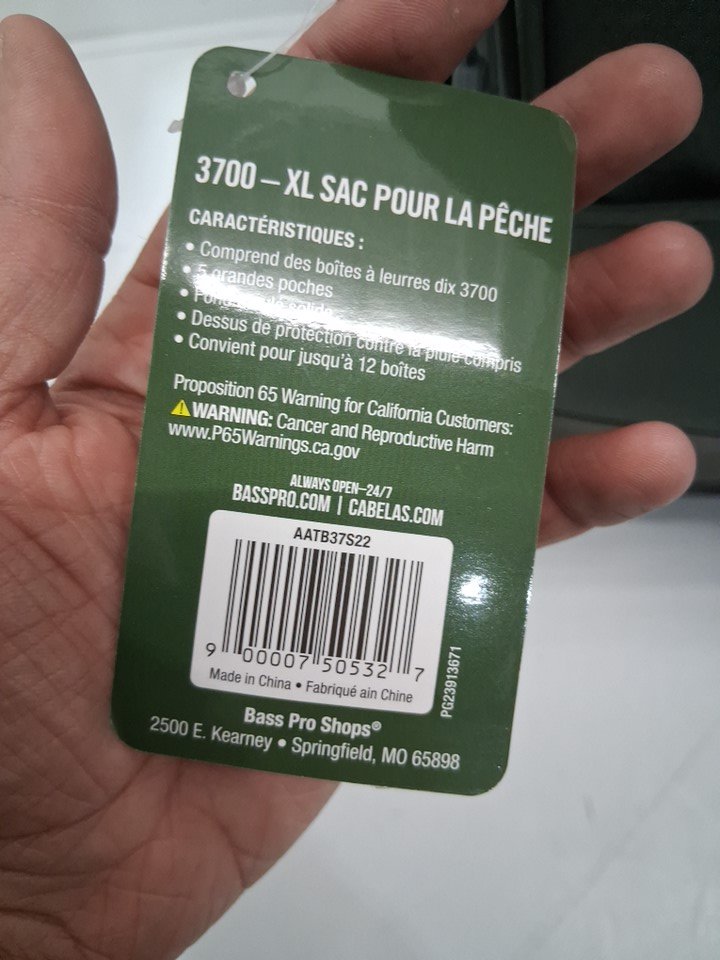 3700 – XL SAC POUR LA PÊCHE
CARACTÉRISTIQUES :
• Comprend des boîtes à leurres dix 3700
• 5 grandes poches
• solide
• Dessus de protection contre la pluie compris
• Convient pour jusqu'à 12 boîtes
Proposition 65 Warning for California Customers:
⚠WARNING: Cancer and Reproductive Harm
www.P65Warnings.ca.gov
ALWAYS OPEN–24/7
BASSPRO.COM | CABELAS.COM
AATB37S22
9 00007 50532 7
Made in China • Fabriqué ain Chine
PG23913671
Bass Pro Shops®
2500 E. Kearney • Springfield, MO 65898